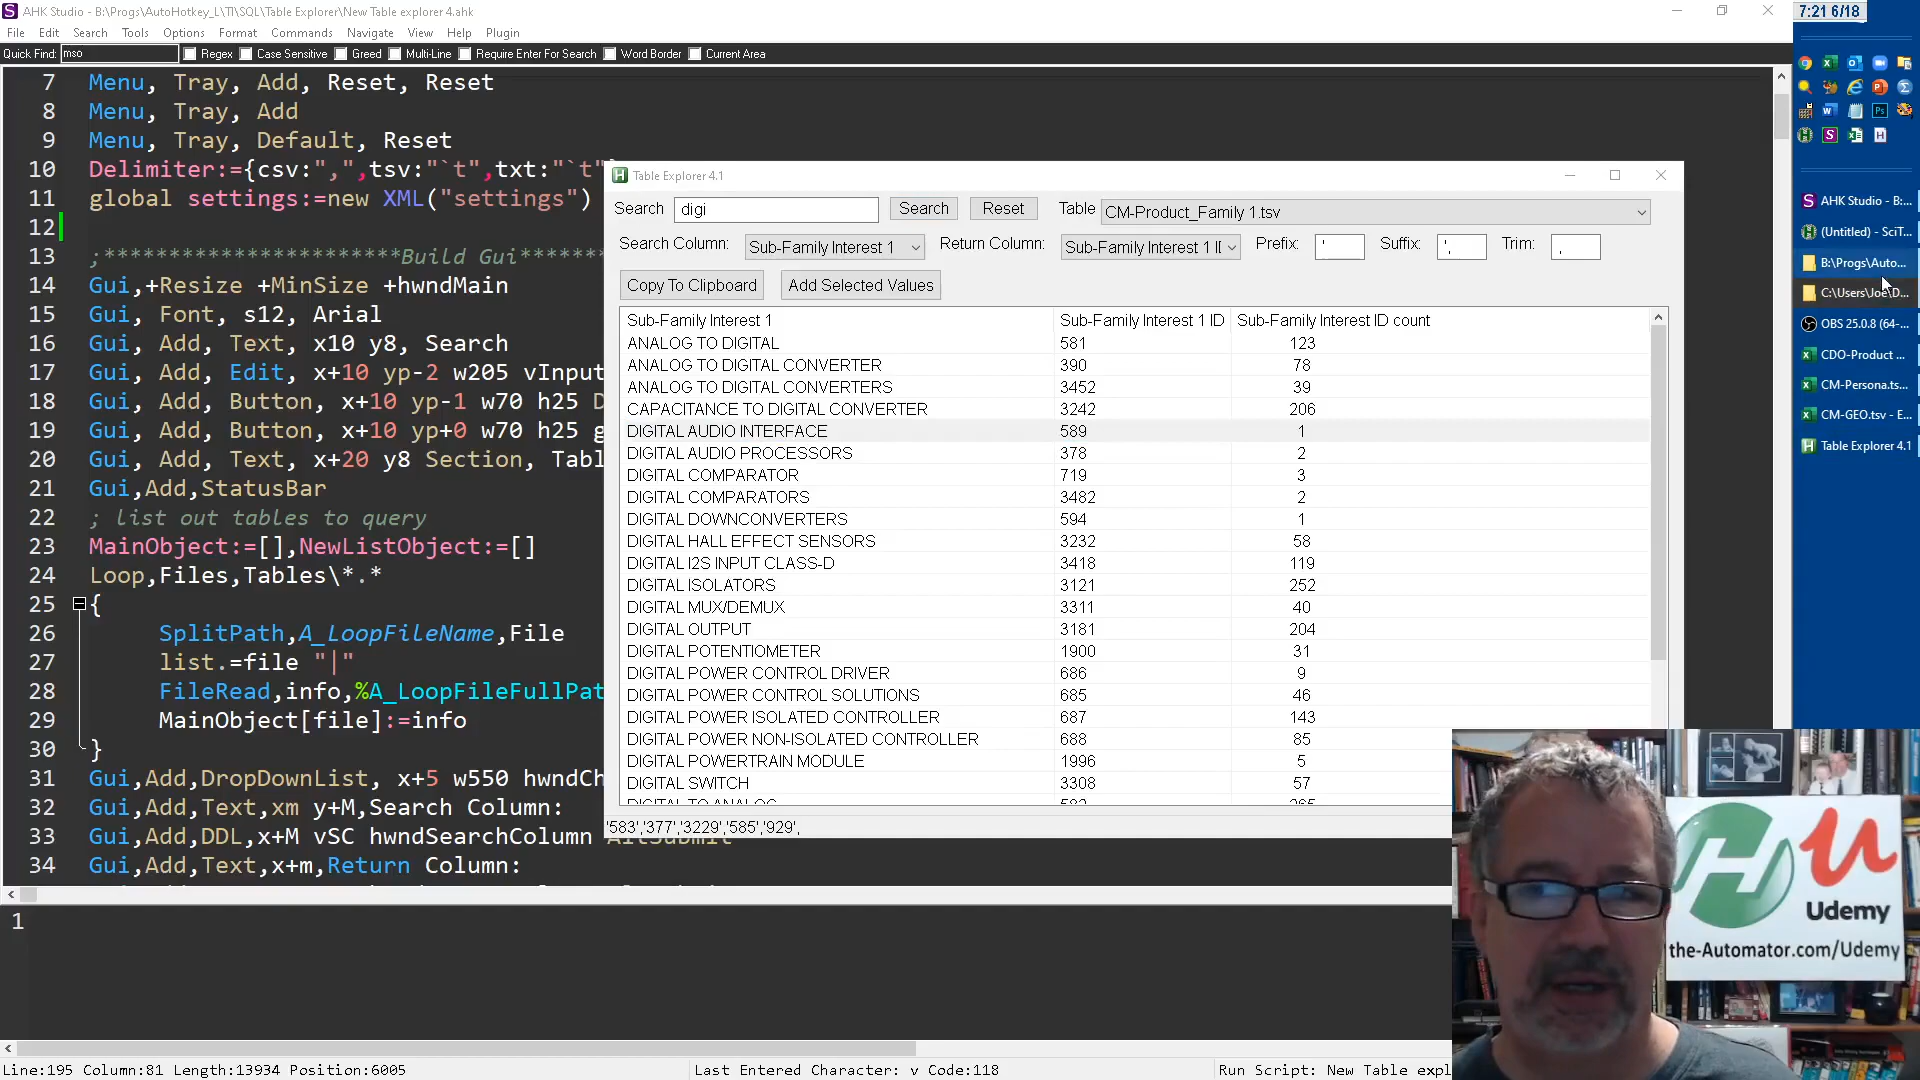 AHK Studio - B:\Progs\AutoHotkey_L\TI\SQL\Table Explorer\New Table explorer 4.ahk
7:21 6/18
File Edit Search Tools Options Format Commands Navigate View Help Plugin
Quick Find: mso Regex Case Sensitive Greed Multi-Line Require Enter For Search Word Border Current Area
7 Menu, Tray, Add, Reset, Reset
8 Menu, Tray, Add
9 Menu, Tray, Default, Reset
10 Delimiter:={csv:",",tsv:"`t",txt:"`t"
11 global settings:=new XML("settings")
12
13 ;***********************Build Gui*******
14 Gui,+Resize +MinSize +hwndMain
15 Gui, Font, s12, Arial
16 Gui, Add, Text, x10 y8, Search
17 Gui, Add, Edit, x+10 yp-2 w205 vInput
18 Gui, Add, Button, x+10 yp-1 w70 h25 D
19 Gui, Add, Button, x+10 yp+0 w70 h25 g
20 Gui, Add, Text, x+20 y8 Section, Tabl
21 Gui,Add,StatusBar
22 ; list out tables to query
23 MainObject:=[],NewListObject:=[]
24 Loop,Files,Tables\*.*
25 {
26 SplitPath,A_LoopFileName,File
27 list.=file "|"
28 FileRead,info,%A_LoopFileFullPat
29 MainObject[file]:=info
30 }
31 Gui,Add,DropDownList, x+5 w550 hwndCh
32 Gui,Add,Text,xm y+M,Search Column:
33 Gui,Add,DDL,x+M vSC hwndSearchColumn AltSubmit
34 Gui,Add,Text,x+m,Return Column:
1
Table Explorer 4.1
Search digi Search Reset Table CM-Product_Family 1.tsv
Search Column: Sub-Family Interest 1 Return Column: Sub-Family Interest 1 I Prefix: ' Suffix: ', Trim: ,
Copy To Clipboard Add Selected Values
Sub-Family Interest 1 Sub-Family Interest 1 ID Sub-Family Interest ID count
ANALOG TO DIGITAL 581 123
ANALOG TO DIGITAL CONVERTER 390 78
ANALOG TO DIGITAL CONVERTERS 3452 39
CAPACITANCE TO DIGITAL CONVERTER 3242 206
DIGITAL AUDIO INTERFACE 589 1
DIGITAL AUDIO PROCESSORS 378 2
DIGITAL COMPARATOR 719 3
DIGITAL COMPARATORS 3482 2
DIGITAL DOWNCONVERTERS 594 1
DIGITAL HALL EFFECT SENSORS 3232 58
DIGITAL I2S INPUT CLASS-D 3418 119
DIGITAL ISOLATORS 3121 252
DIGITAL MUX/DEMUX 3311 40
DIGITAL OUTPUT 3181 204
DIGITAL POTENTIOMETER 1900 31
DIGITAL POWER CONTROL DRIVER 686 9
DIGITAL POWER CONTROL SOLUTIONS 685 46
DIGITAL POWER ISOLATED CONTROLLER 687 143
DIGITAL POWER NON-ISOLATED CONTROLLER 688 85
DIGITAL POWERTRAIN MODULE 1996 5
DIGITAL SWITCH 3308 57
DIGITAL TO ANALOG 582 265
'583','377','3229','585','929',
AHK Studio - B:...
(Untitled) - SciT...
B:\Progs\Auto...
C:\Users\Joe\D...
OBS 25.0.8 (64-...
CDO-Product ...
CM-Persona.ts...
CM-GEO.tsv - E...
Table Explorer 4.1
H
Udemy
the-Automator.com/Udemy
Line:195 Column:81 Length:13934 Position:6005 Last Entered Character: v Code:118 Run Script: New Table expl